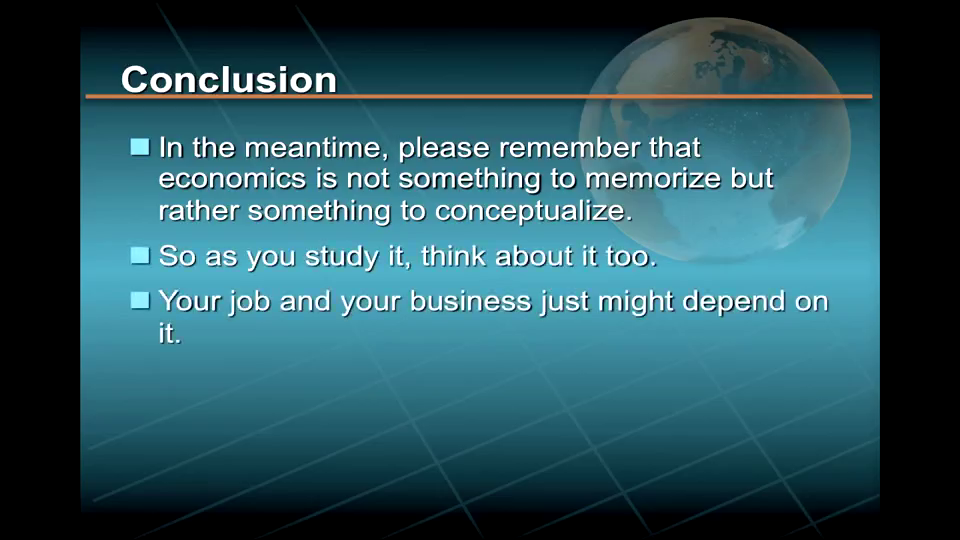 Conclusion
In the meantime, please remember that
economics is not something to memorize but
rather something to conceptualize.
So as you study it, think about it too.
Your job and your business just might depend on
it.